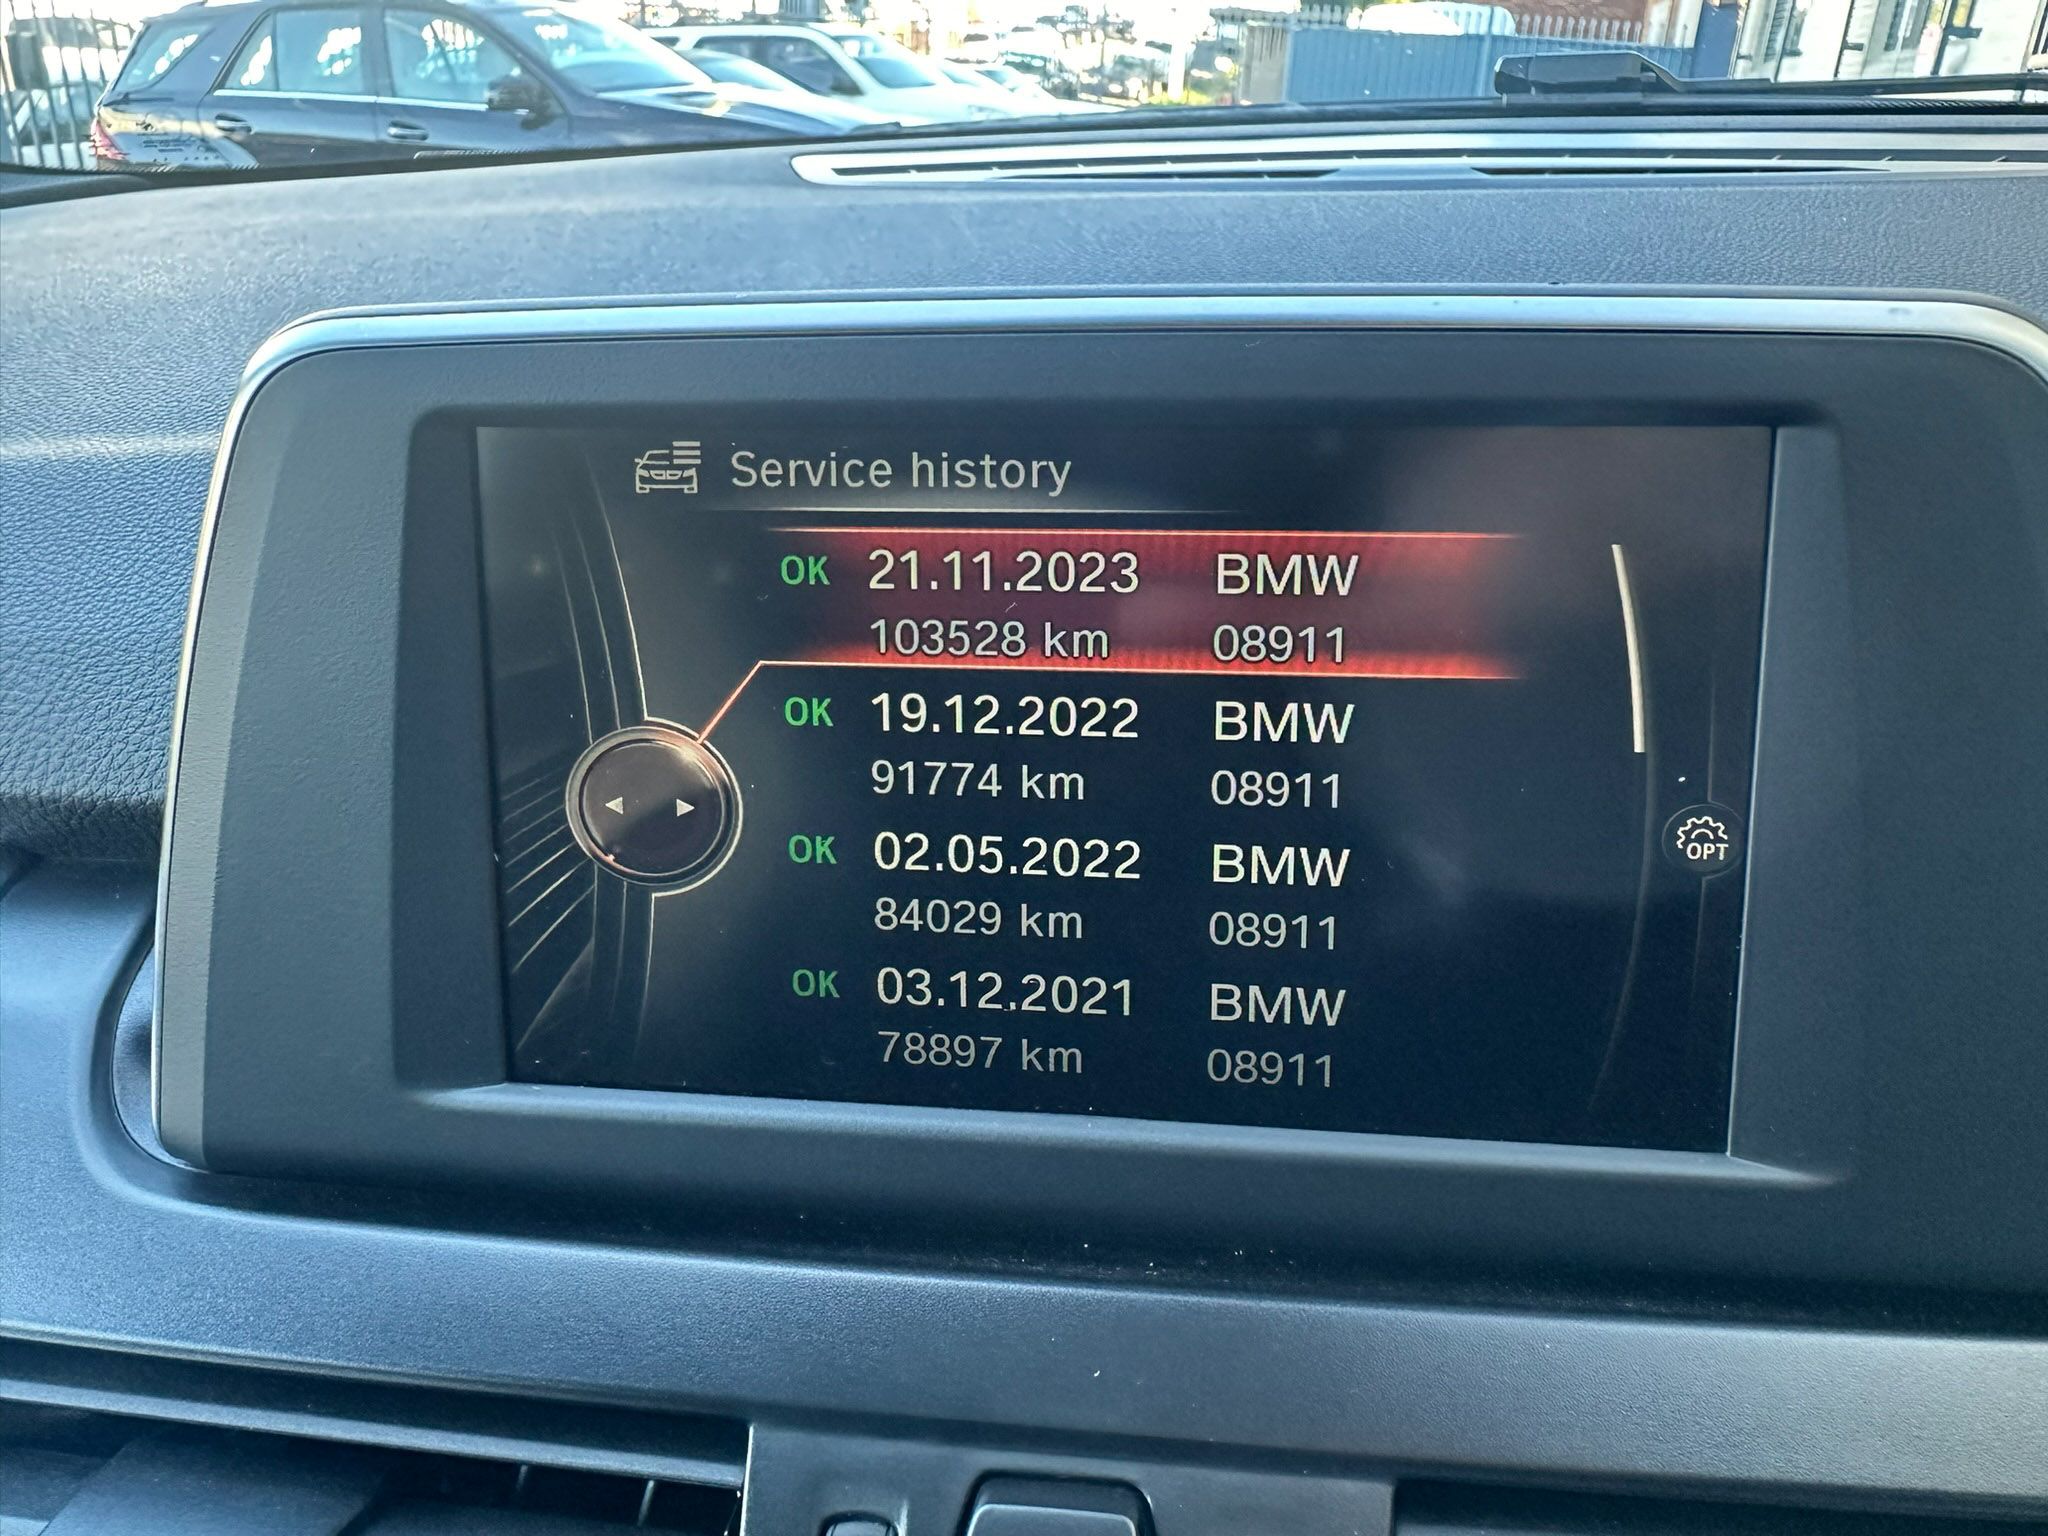 Service history
OK 21.11.2023 BMW
103528 km 08911
OK 19.12.2022 BMW
91774 km 08911
OK 02.05.2022 BMW
84029 km 08911
OK 03.12.2021 BMW
78897 km 08911
OPT